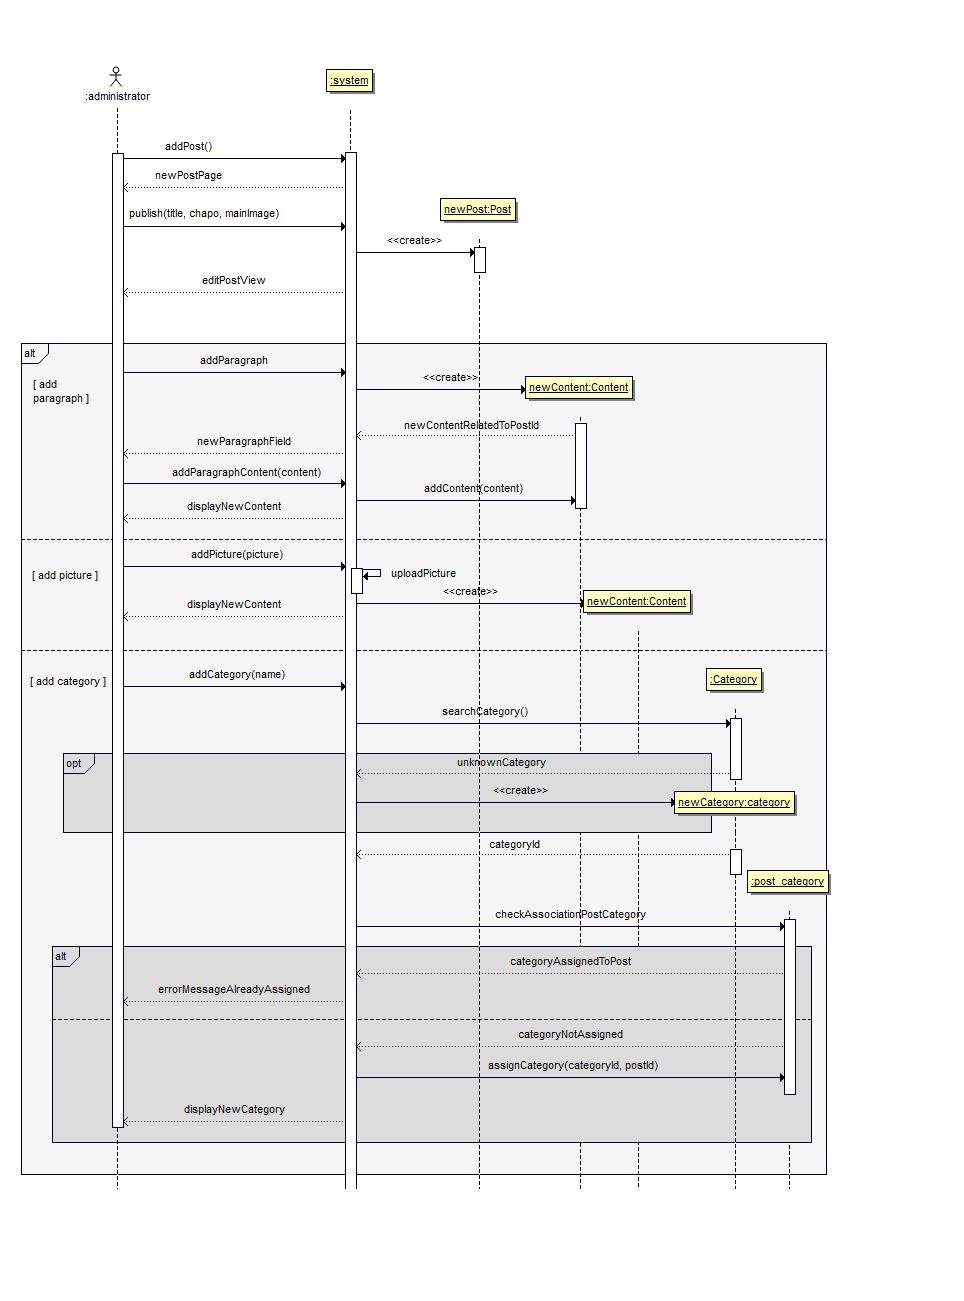 :administrator
:system
addPost()
newPostPage
newPost:Post
publish(title, chapo, mainImage)
<<create>>
editPostView
alt
addParagraph
[ add
paragraph ]
<<create>>
newContent:Content
newContentRelatedToPostId
newParagraphField
addParagraphContent(content)
addContent(content)
displayNewContent
addPicture(picture)
[ add picture ]
uploadPicture
<<create>>
newContent:Content
displayNewContent
addCategory(name)
[ add category ]
:Category
searchCategory()
opt
unknownCategory
<<create>>
newCategory:category
categoryId
:post_category
checkAssociationPostCategory
alt
categoryAssignedToPost
errorMessageAlreadyAssigned
categoryNotAssigned
assignCategory(categoryId, postId)
displayNewCategory